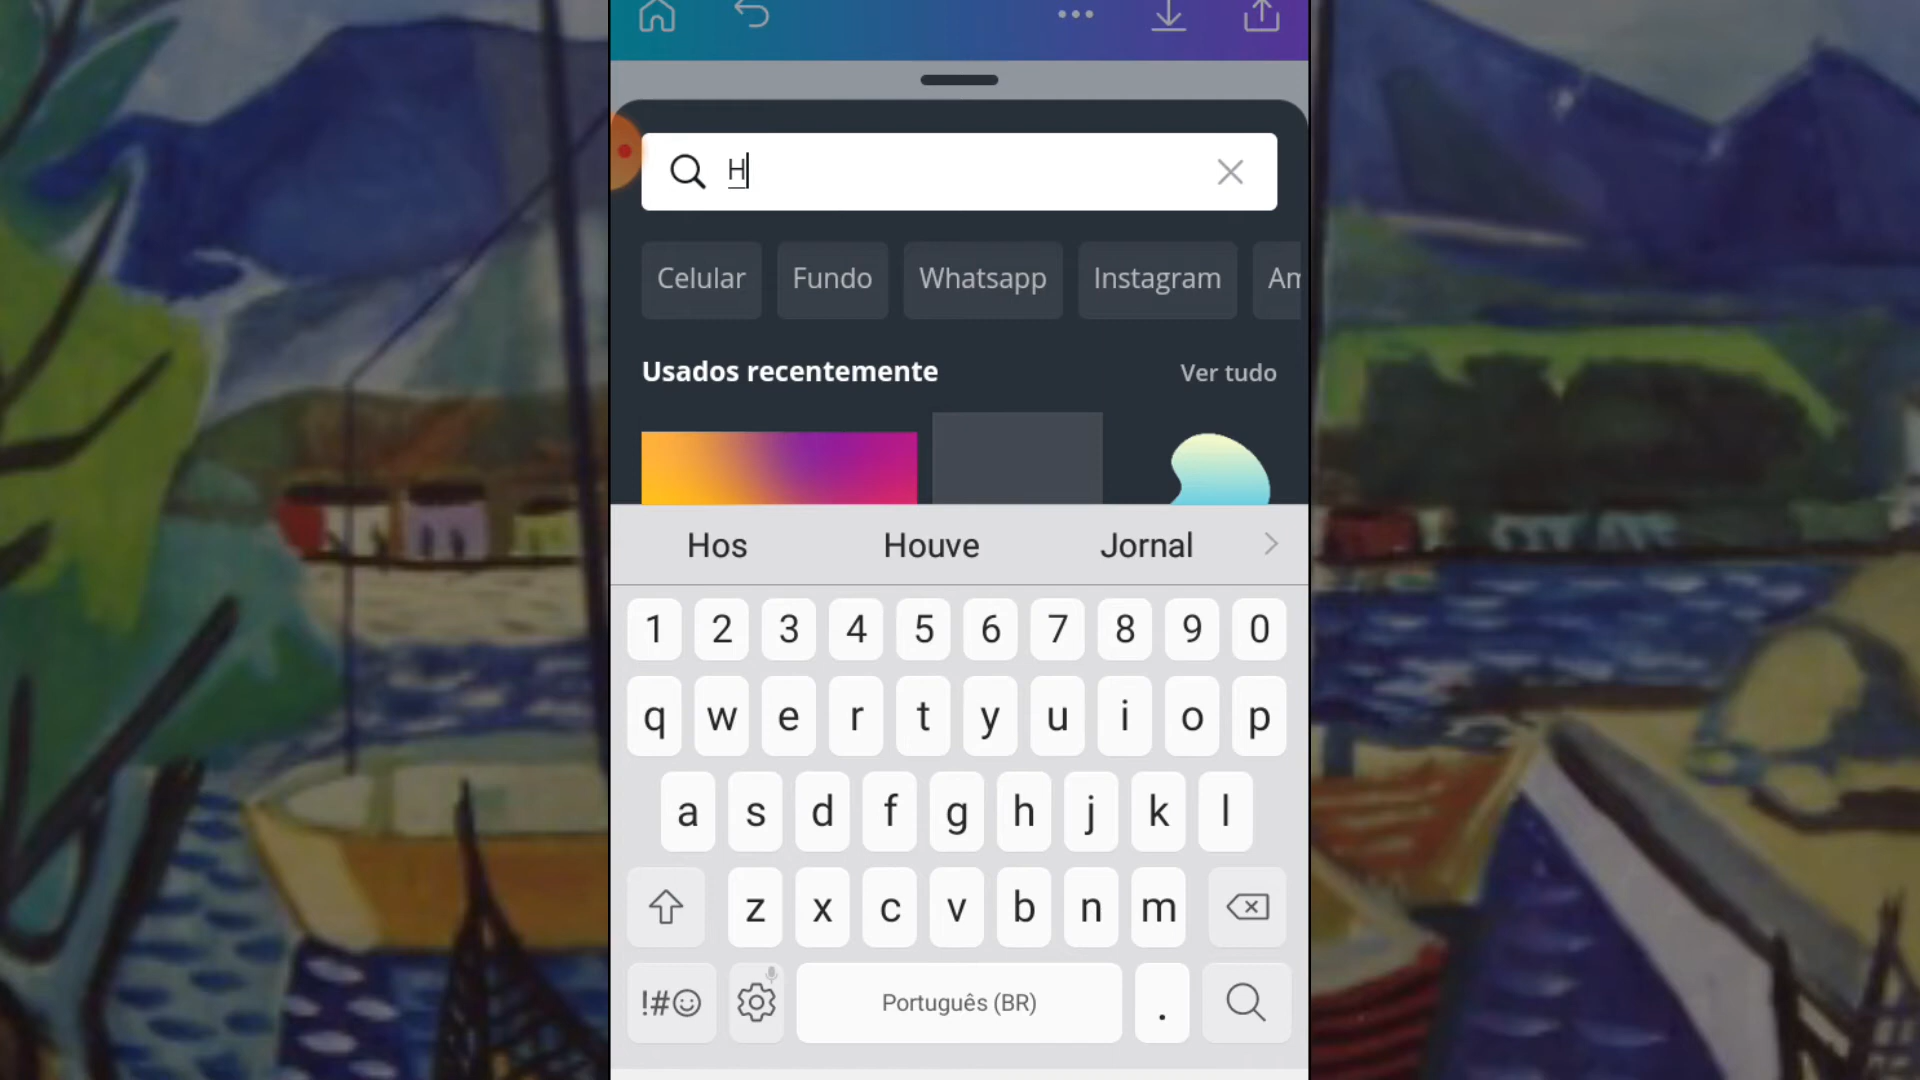 H
Celular Fundo Whatsapp Instagram Am
Usados recentemente Ver tudo
Hos Houve Jornal
1 2 3 4 5 6 7 8 9 0
q w e r t y u i o p
a s d f g h j k l
z x c v b n m
!#☺ Português (BR) .